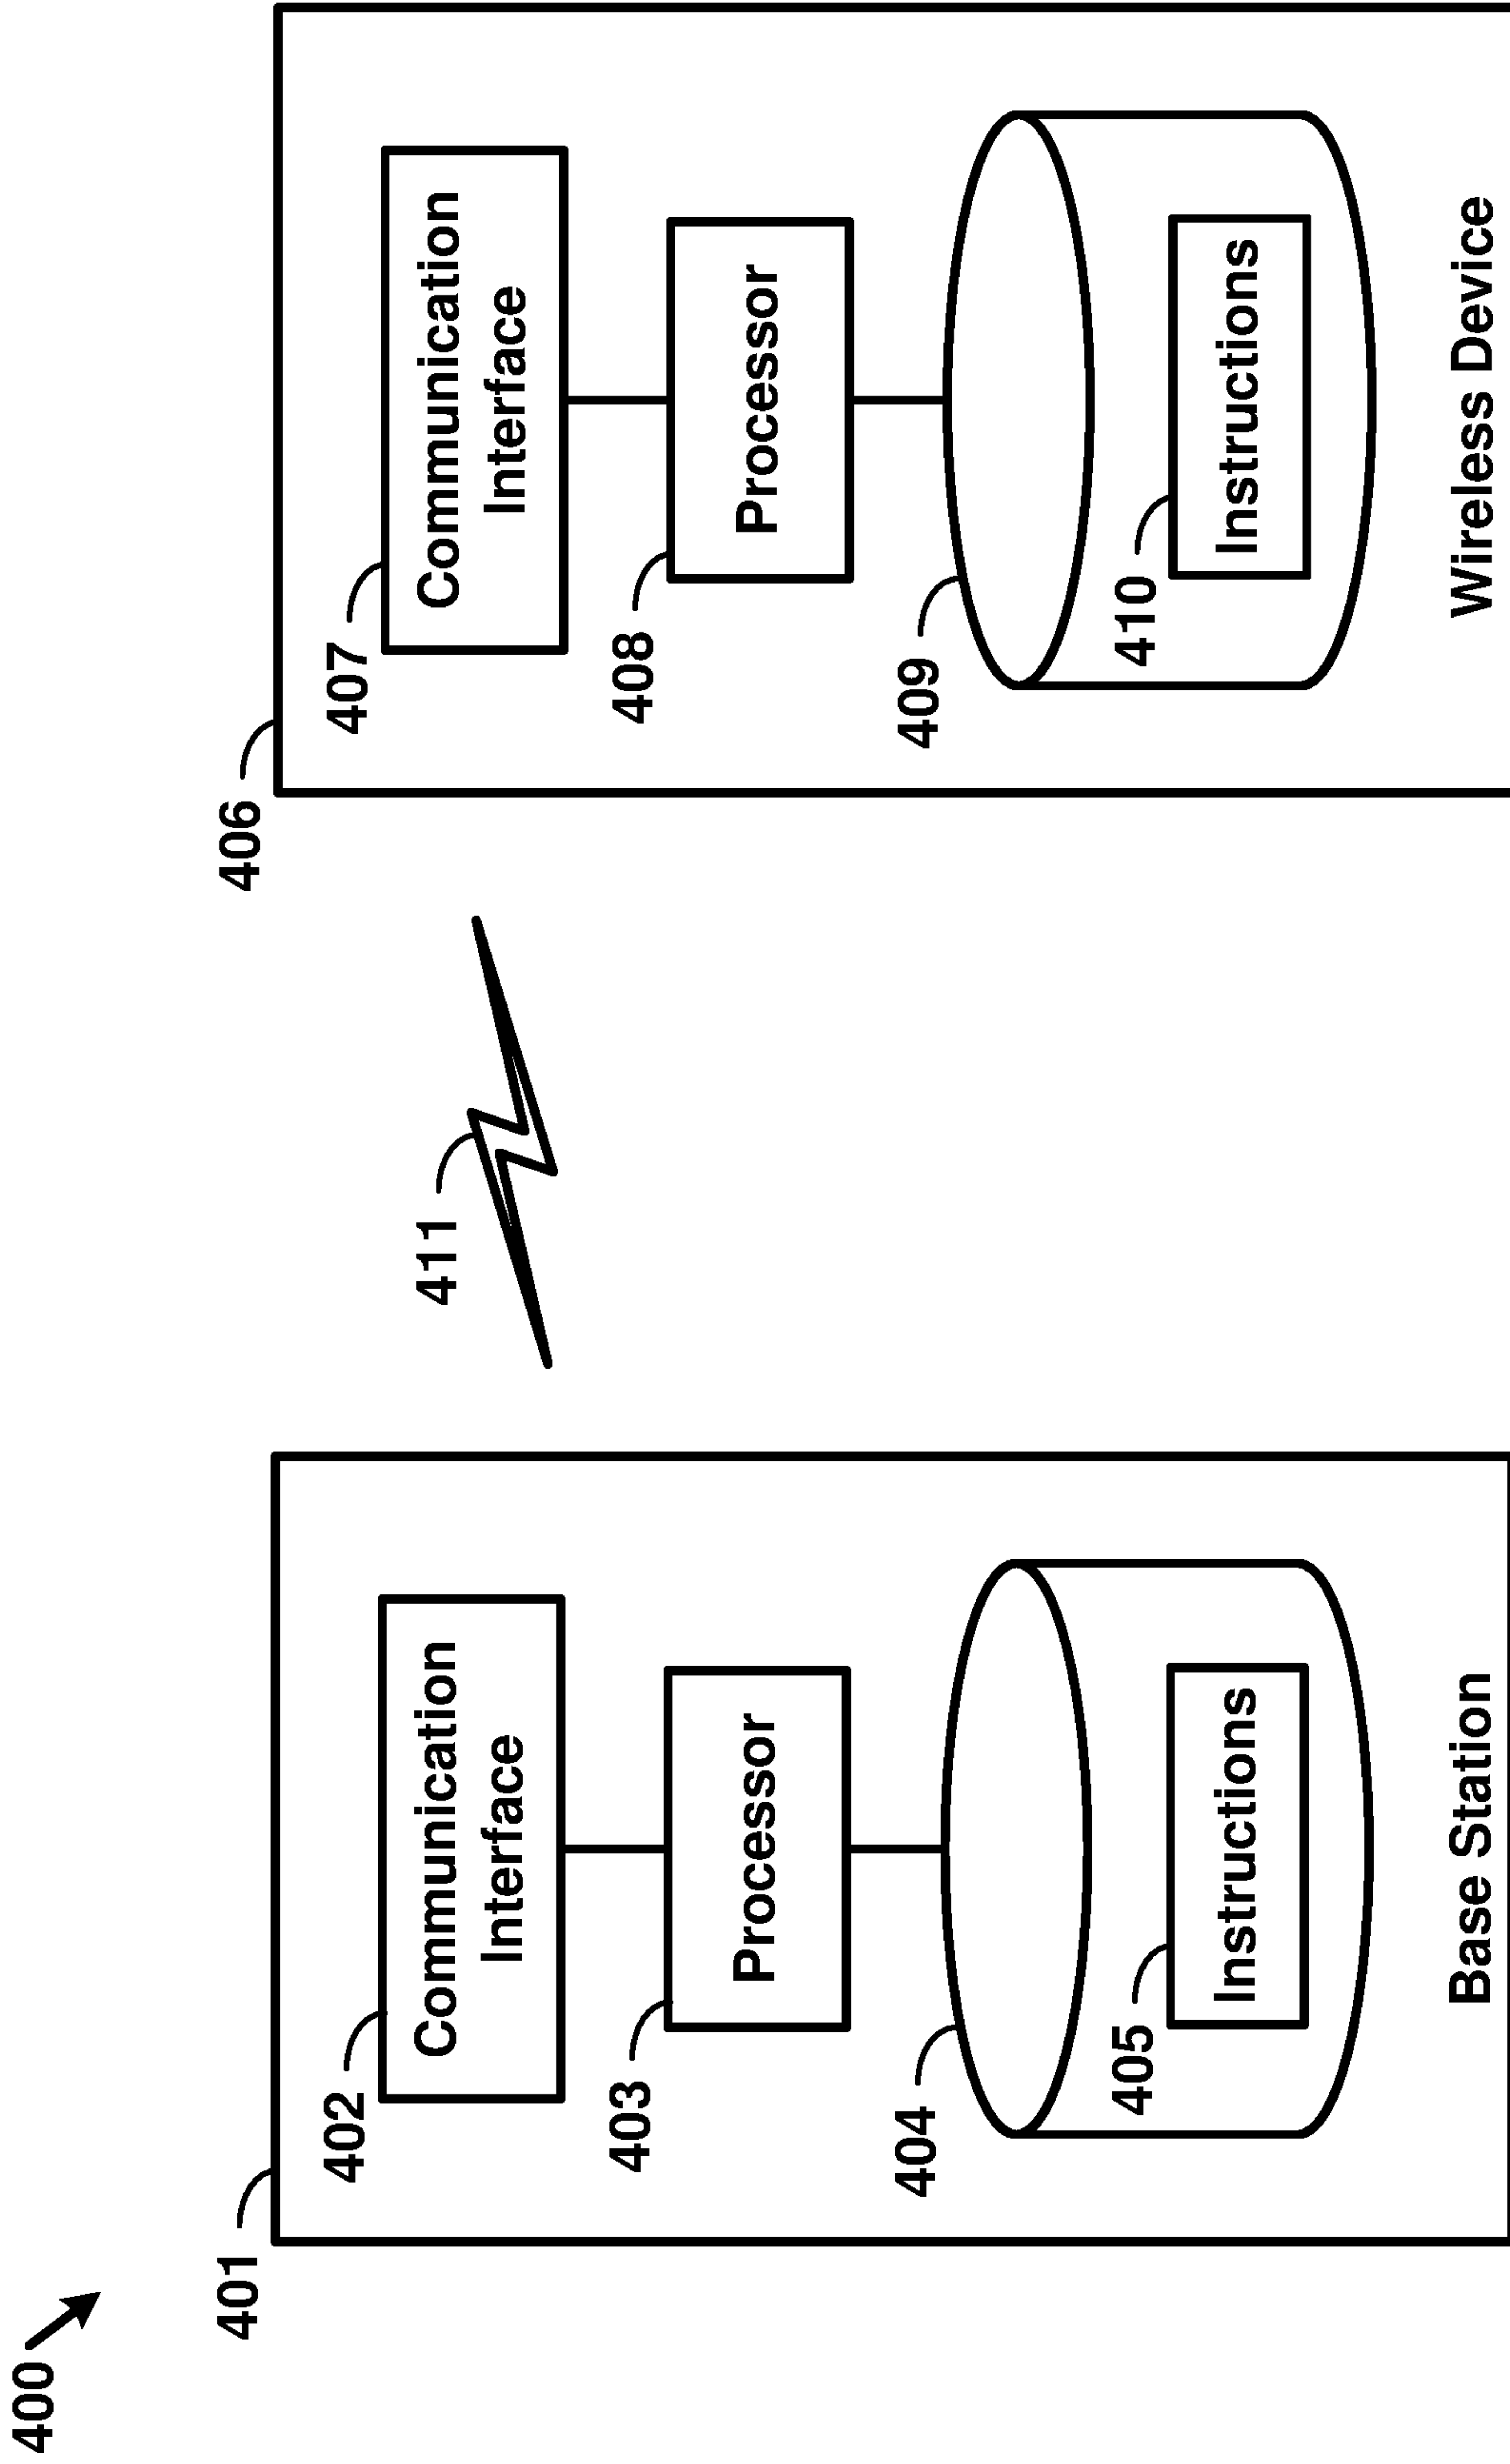 400
401
402
Communication
Interface
403
Processor
404
405
Instructions
Base Station
411
406
407
Communication
Interface
408
Processor
409
410
Instructions
Wireless Device